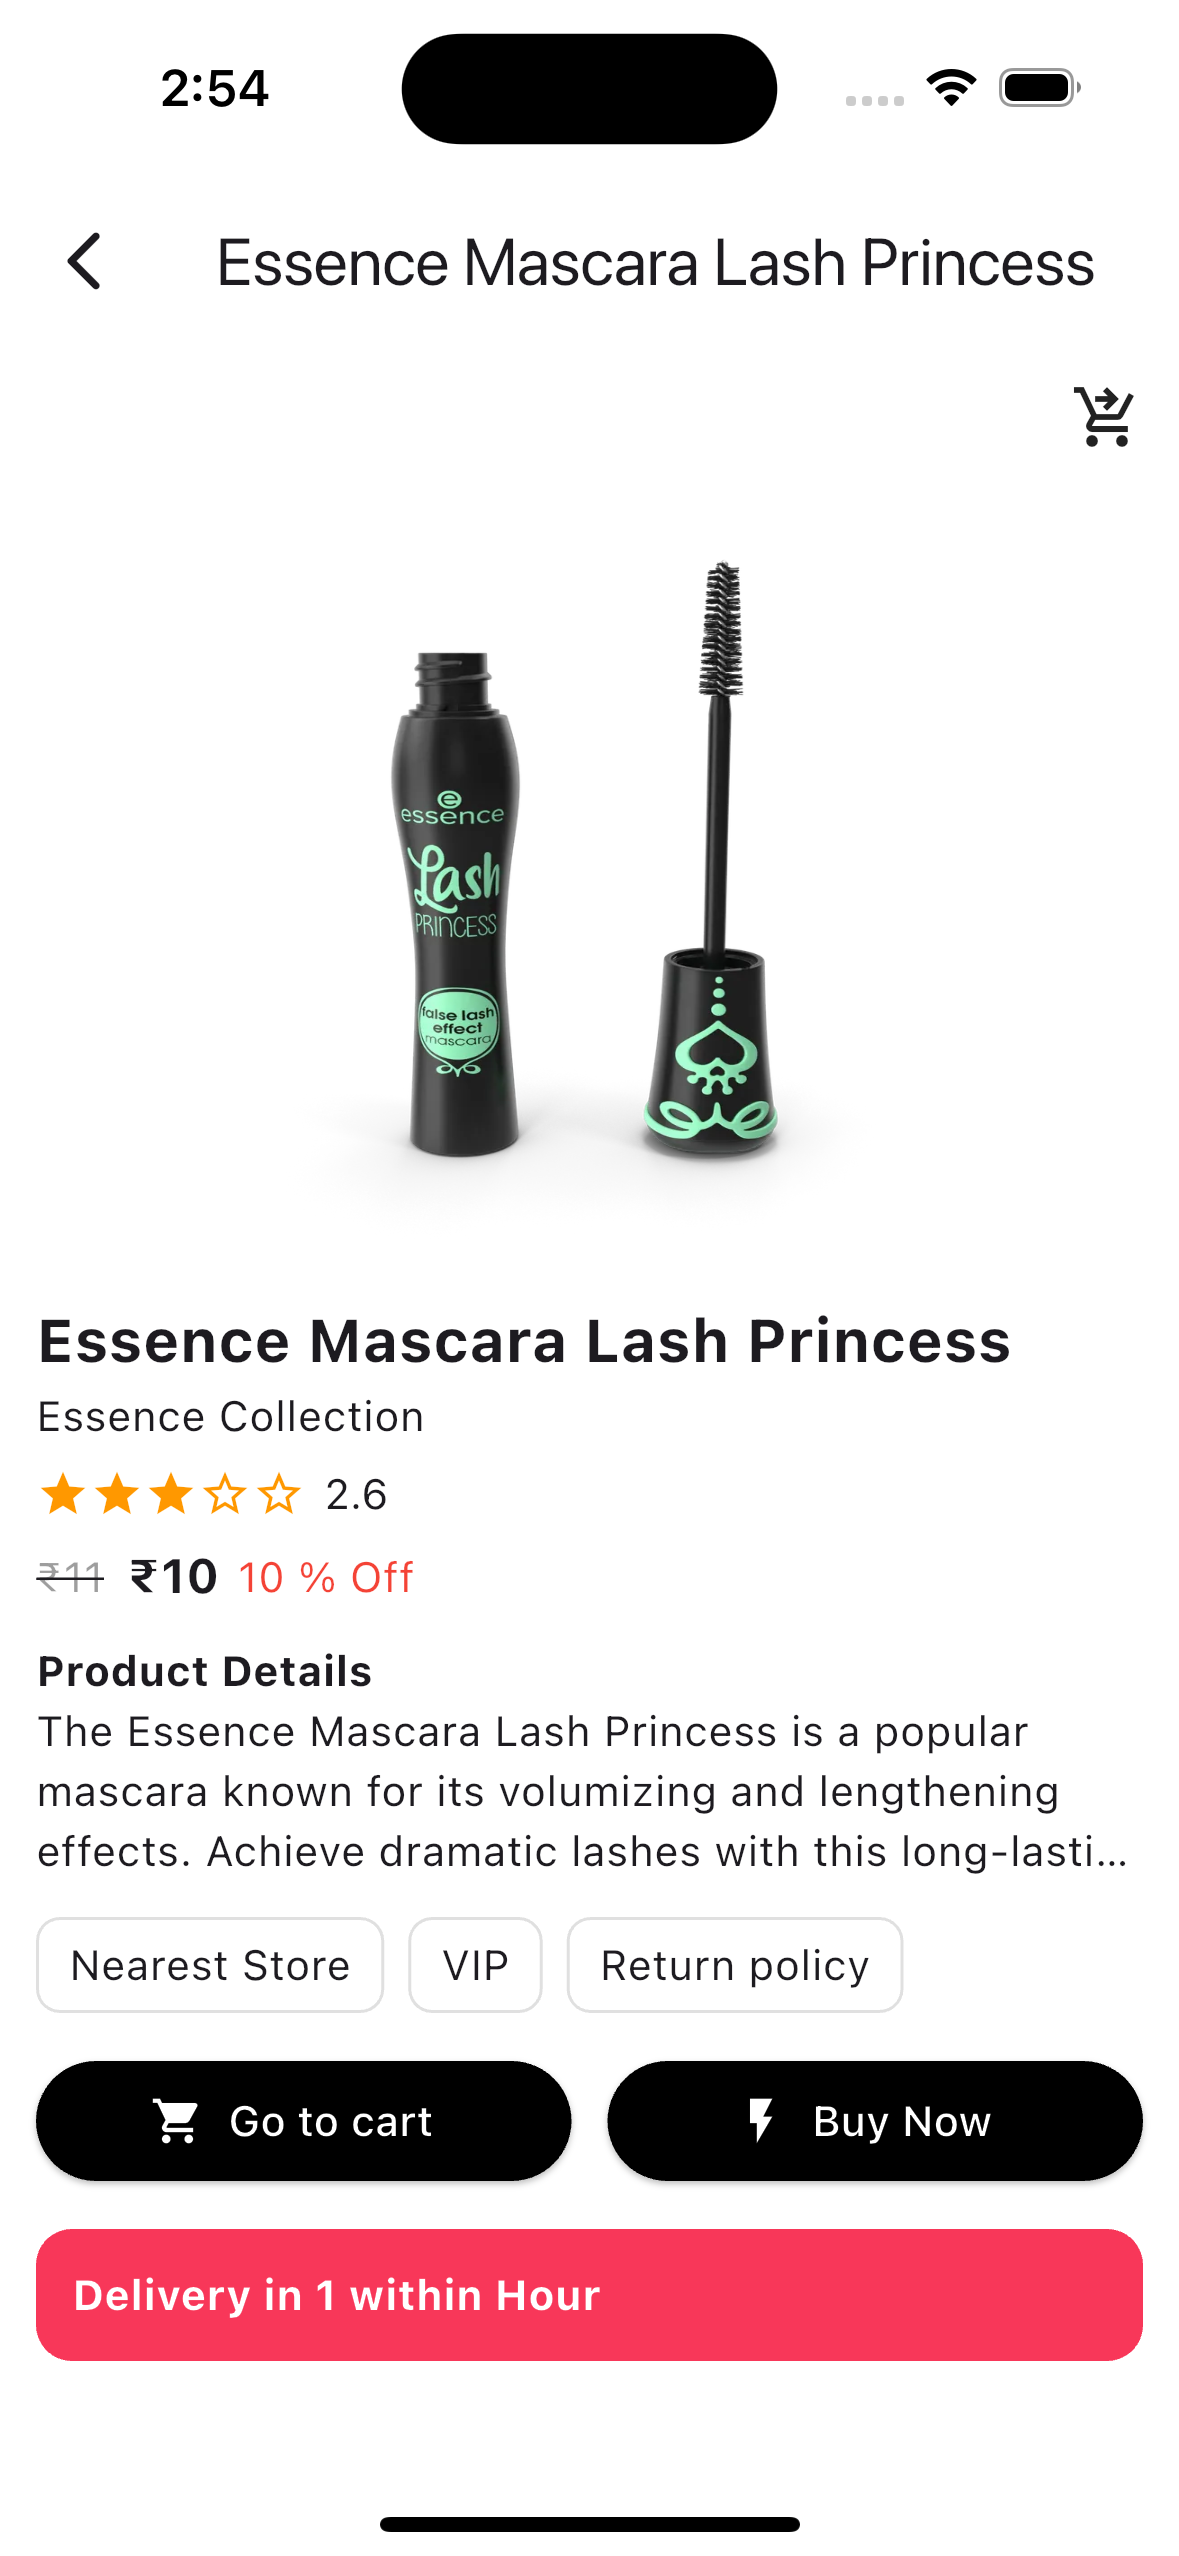 2:54
Essence Mascara Lash Princess
essence
Lash
PRINCESS
false lash
effect
mascara
Essence Mascara Lash Princess
Essence Collection
2.6
₹11 ₹10 10 % Off
Product Details
The Essence Mascara Lash Princess is a popular
mascara known for its volumizing and lengthening
effects. Achieve dramatic lashes with this long-lasti...
Nearest Store VIP Return policy
Go to cart Buy Now
Delivery in 1 within Hour